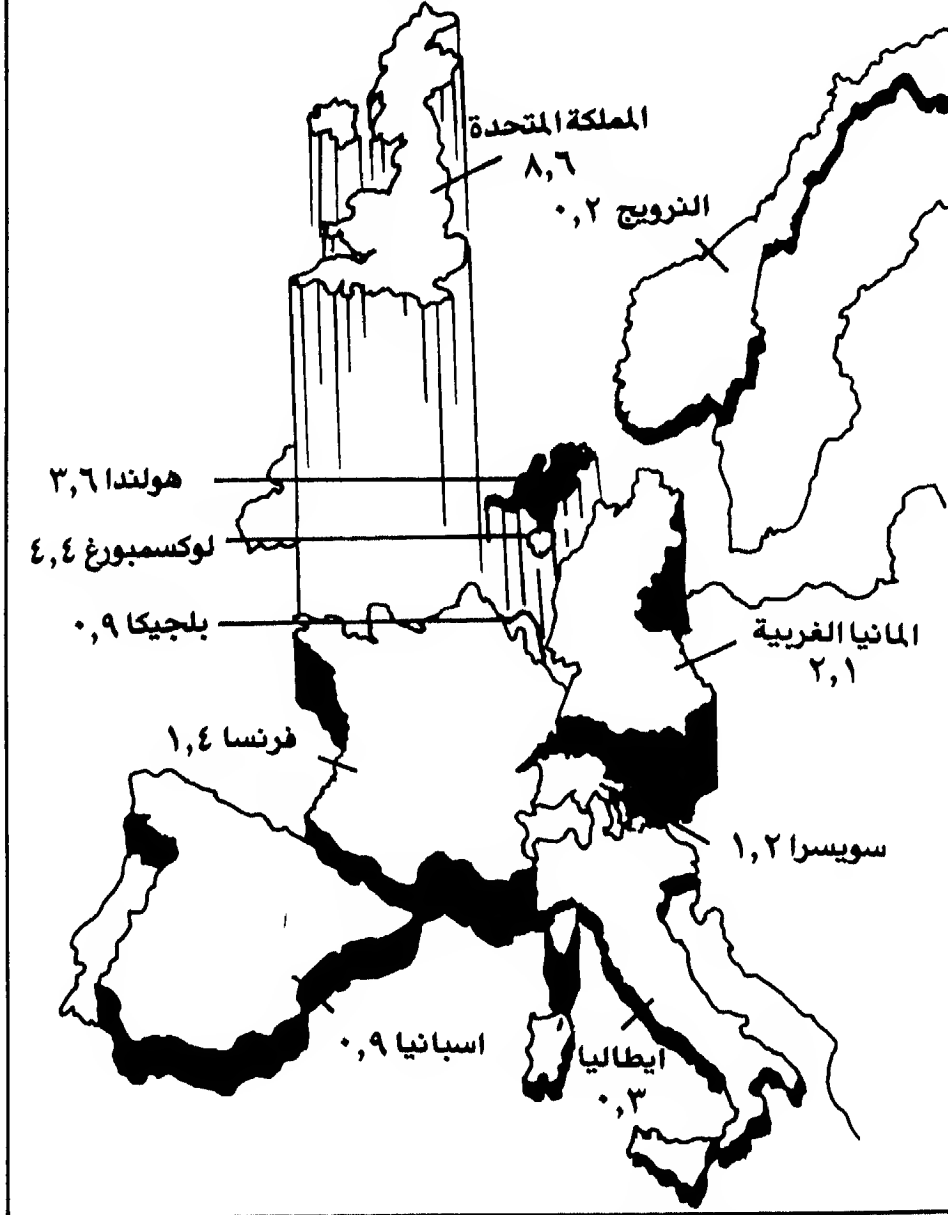 المملكة المتحدة
٨,٦
النرويج ٠,٢
هولندا ٣,٦
لوكسمبورغ ٤,٤
بلجيكا ٠,٩
المانيا الغربية
٢,١
فرنسا ١,٤
سويسرا ١,٢
اسبانيا ٠,٩
ايطاليا
٠,٣